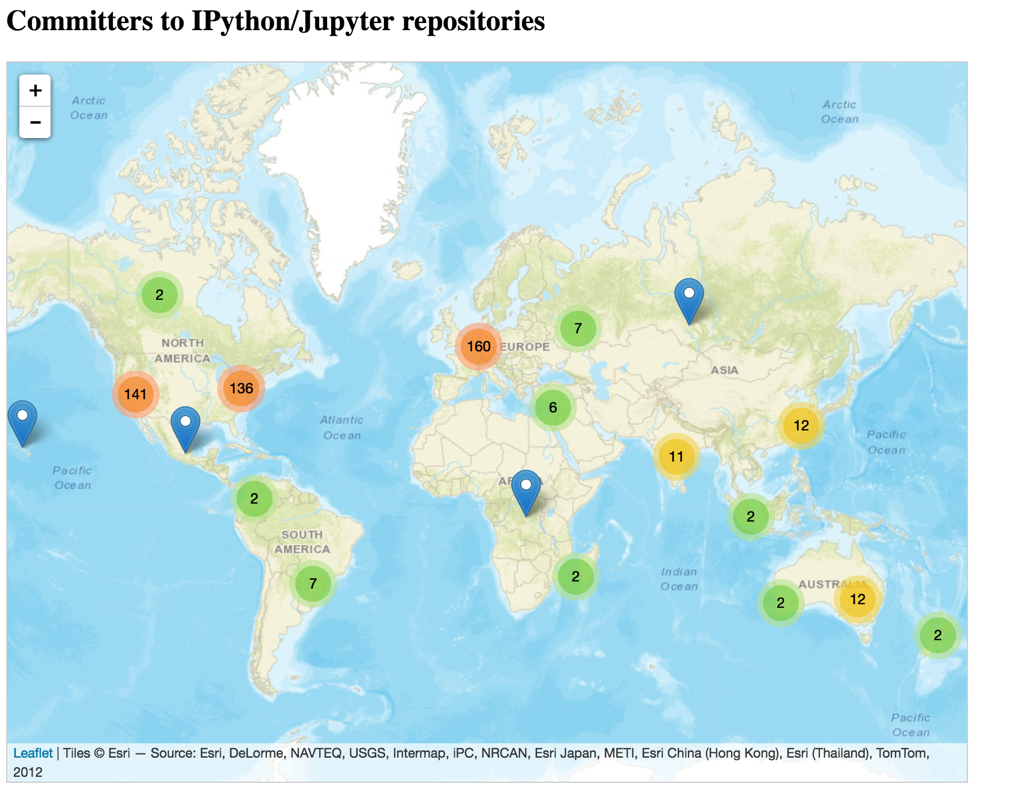 Committers to IPython/Jupyter repositories
+
−
Arctic
Ocean
Arctic
Ocean
2
7
NORTH
AMERICA
160
EUROPE
ASIA
141
136
6
Atlantic
Ocean
12
Pacific
Ocean
11
Pacific
Ocean
2
2
SOUTH
AMERICA
7
Indian
Ocean
2
AUSTRALIA
2
12
2
Pacific
Ocean
Leaflet | Tiles © Esri — Source: Esri, DeLorme, NAVTEQ, USGS, Intermap, iPC, NRCAN, Esri Japan, METI, Esri China (Hong Kong), Esri (Thailand), TomTom,
2012